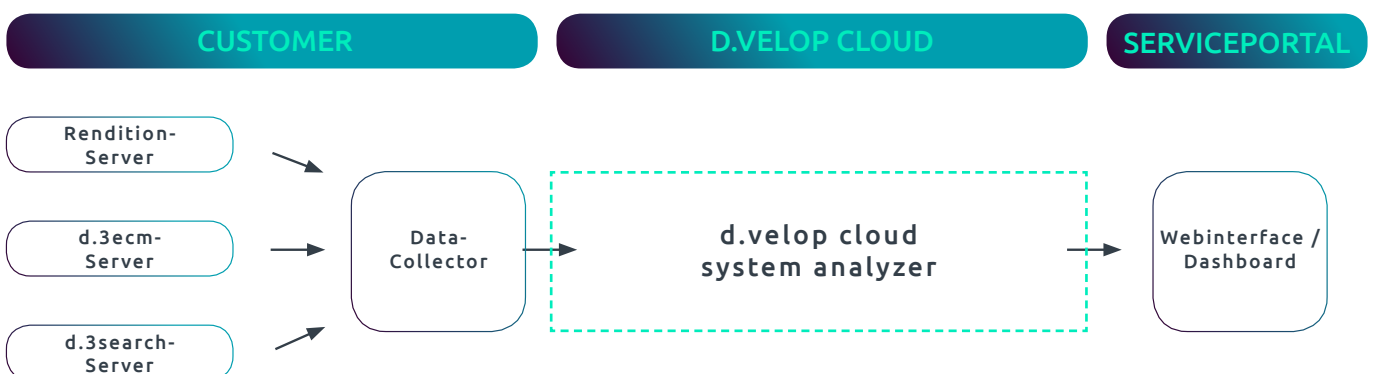 CUSTOMER
D.VELOP CLOUD
SERVICEPORTAL
Rendition-
Server
d.3ecm-
Server
d.3search-
Server
Data-
Collector
d.velop cloud
system analyzer
Webinterface /
Dashboard